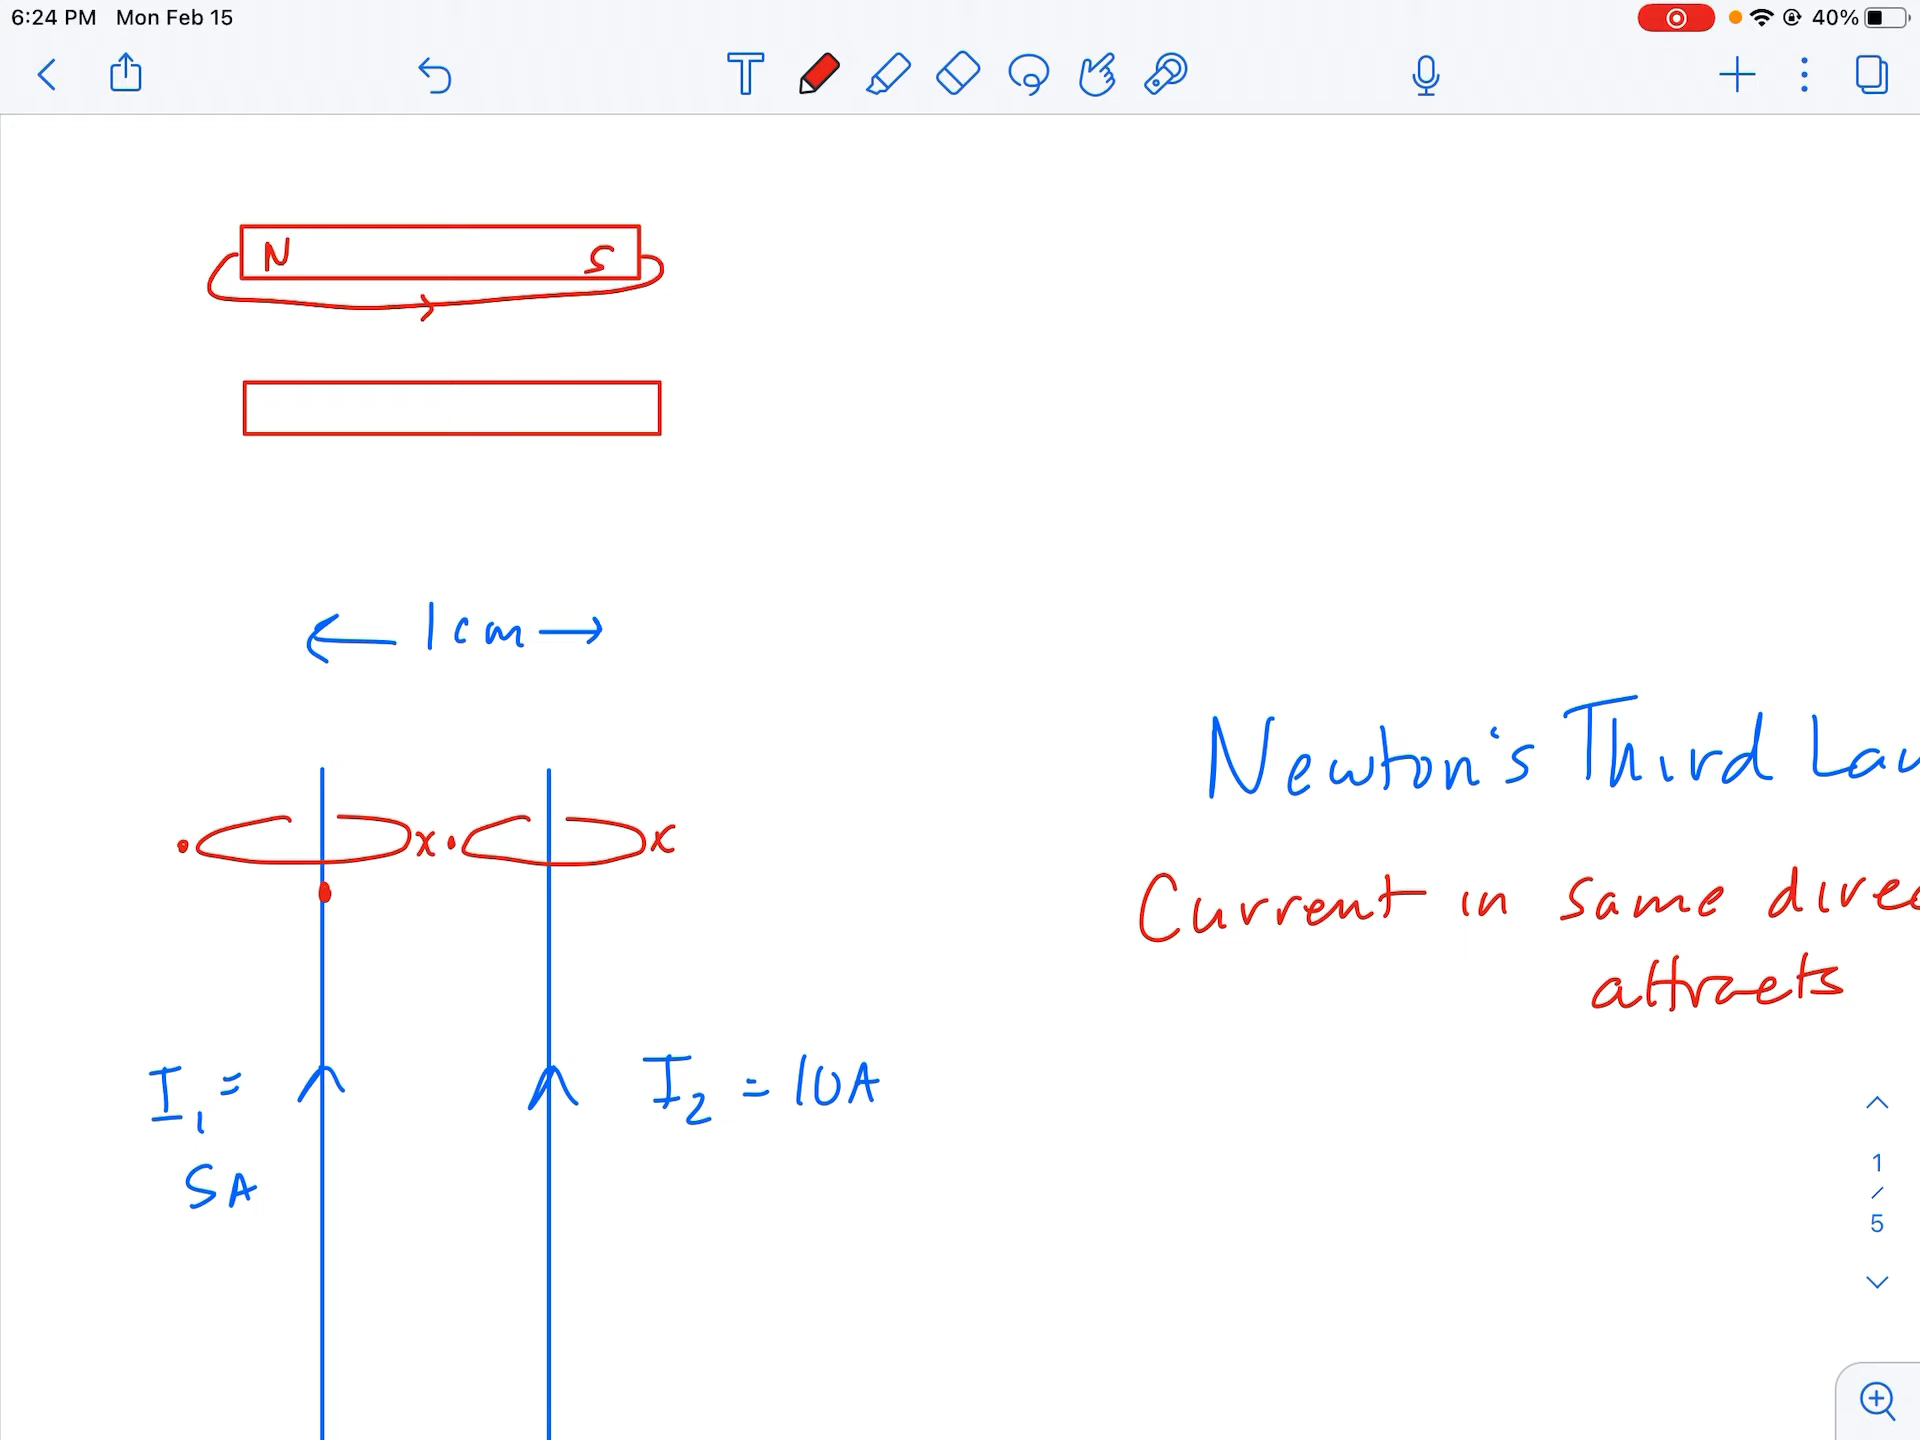 6:24 PM Mon Feb 15
40%
T
N S
1cm
Newton's Third Law
x x
Current in same direc
attracts
I₁ = I₂ = 10A
5A
1
/
5